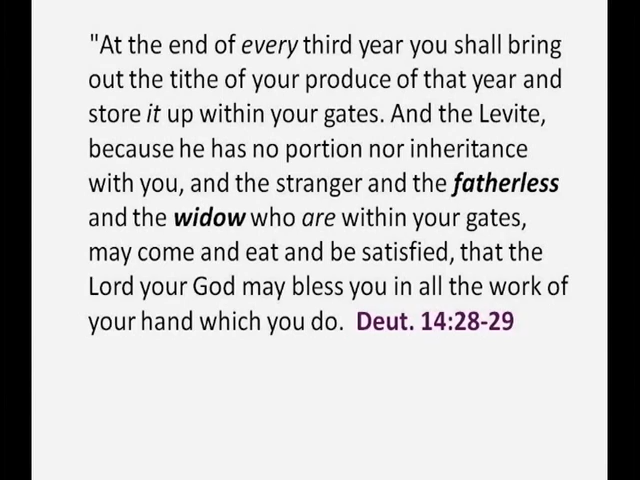 "At the end of every third year you shall bring
out the tithe of your produce of that year and
store it up within your gates. And the Levite,
because he has no portion nor inheritance
with you, and the stranger and the fatherless
and the widow who are within your gates,
may come and eat and be satisfied, that the
Lord your God may bless you in all the work of
your hand which you do.  Deut. 14:28-29